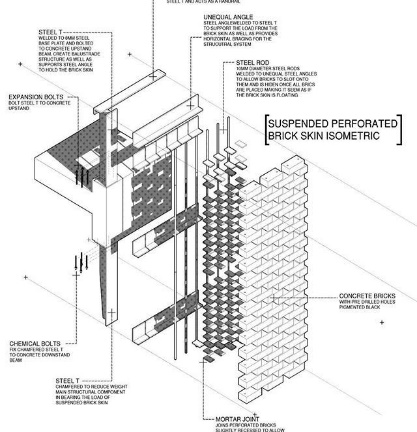 STEEL T AND ACTS AS A HANDRAIL
UNEQUAL ANGLE
STEEL ANGLEWELDED TO STEEL T
TO SUPPORT THE LOAD FROM THE
BRICK SKIN AS WELL, AS PROVIDES
HORIZONTAL BRACING FOR THE
STRUCUTRAL SYSTEM
STEEL T
WELDED TO 6MM STEEL
BASE PLATE AND BOLTED
TO CONCRETE UPSTAND
BEAM, CREATE BALUSTRADE
STRUCTURE AS WELL AS
SUPPORTS STEEL ANGLE
TO HOLD THE BRICK SKIN
STEEL ROD
10MM DIAMETER STEEL RODS
WELDED TO UNEQUAL STEEL ANGLES
TO ALLOW BRICKS TO SLOT ONTO
THEM AND IS HIDEN ONCE ALL BRICS
ARE PLACED MAKING IT SEEM AS IF
THE BRICK SKIN IS FLOATING
EXPANSION BOLTS
BOLT STEEL T TO CONCRETE
UPSTAND
[SUSPENDED PERFORATED
BRICK SKIN ISOMETRIC]
CONCRETE BRICKS
WITH PRE DRILLED HOLES
PIGMENTED BLACK
CHEMICAL BOLTS
FIX CHAMFERED STEEL T
TO CONCRETE DOWNSTAND
BEAM
STEEL T
CHAMFERED TO REDUCE WEIGHT
MAIN STRUCTURAL COMPONENT
IN BEARING THE LOAD OF
SUSPENDED BRICK SKIN
MORTAR JOINT
JOINS PERFORATED BRICKS
SLIGHTLY RECESSED TO ALLOW